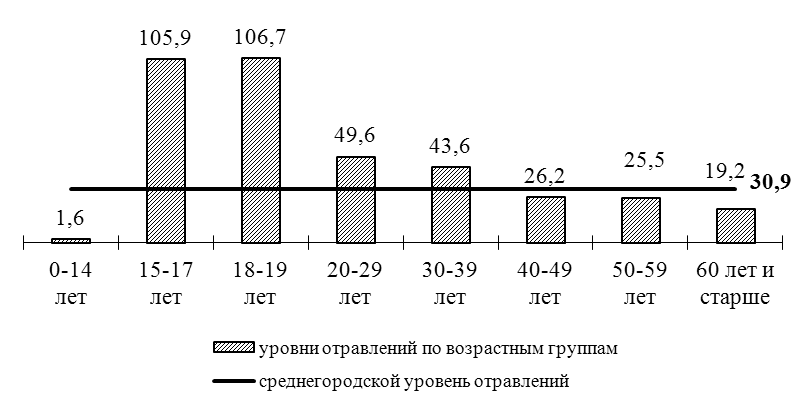 105,9
106,7
49,6
43,6
26,2
25,5
19,2
30,9
1,6
0-14 лет
15-17 лет
18-19 лет
20-29 лет
30-39 лет
40-49 лет
50-59 лет
60 лет и старше
уровни отравлений по возрастным группам
среднегородской уровень отравлений